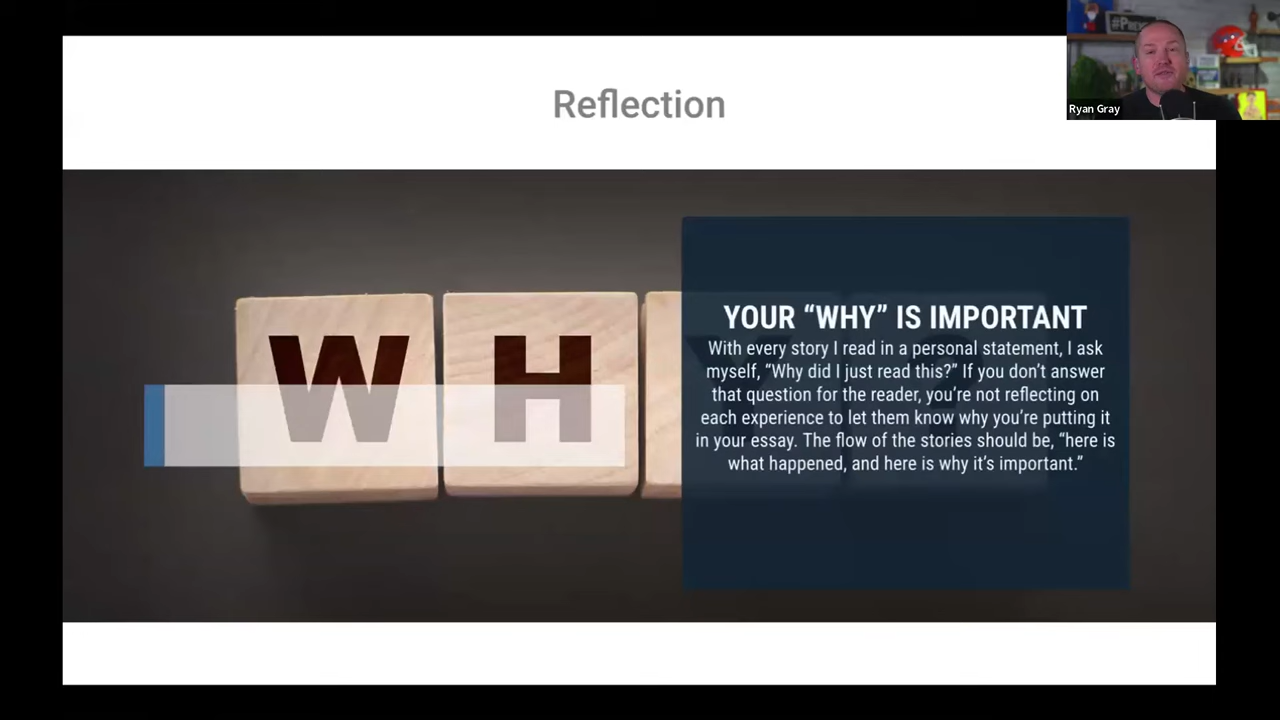 Reflection
Ryan Gray
W H
YOUR “WHY” IS IMPORTANT
With every story I read in a personal statement, I ask
myself, “Why did I just read this?” If you don’t answer
that question for the reader, you’re not reflecting on
each experience to let them know why you’re putting it
in your essay. The flow of the stories should be, “here is
what happened, and here is why it’s important.”